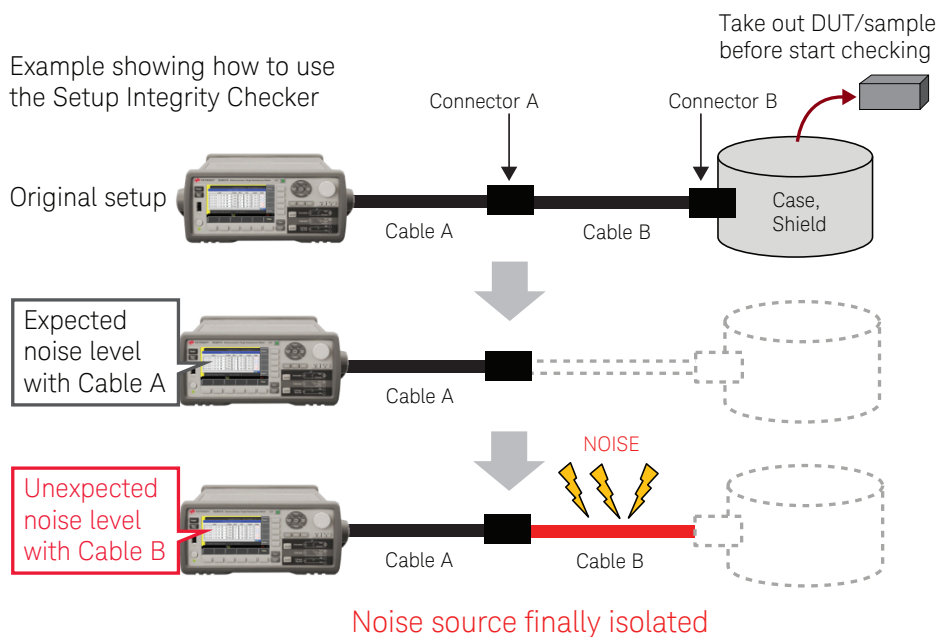 Take out DUT/sample
before start checking
Example showing how to use
the Setup Integrity Checker
Connector A
Connector B
Original setup
Cable A
Cable B
Case,
Shield
Expected
noise level
with Cable A
Cable A
NOISE
Unexpected
noise level
with Cable B
Cable A
Cable B
Noise source finally isolated